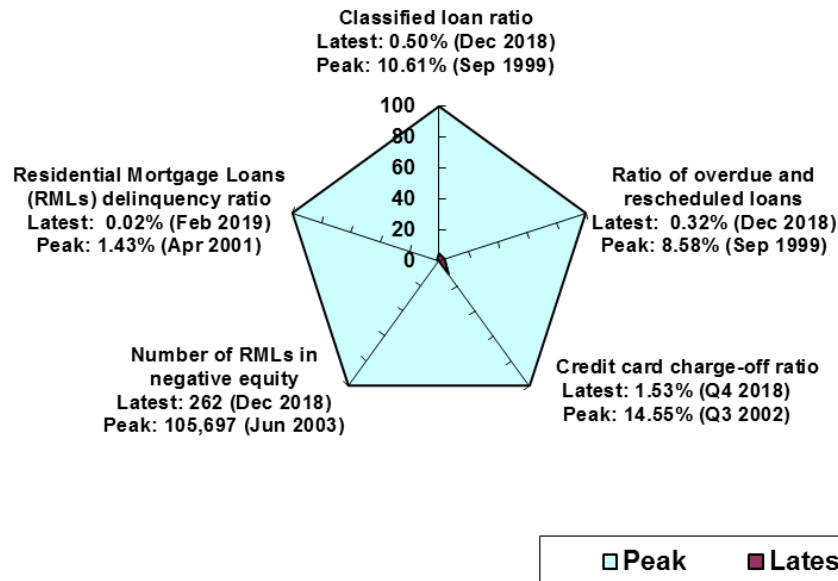 Classified loan ratio
Latest: 0.50% (Dec 2018)
Peak: 10.61% (Sep 1999)
100
80
60
40
20
0
Residential Mortgage Loans
(RMLs) delinquency ratio
Latest: 0.02% (Feb 2019)
Peak: 1.43% (Apr 2001)
Ratio of overdue and
rescheduled loans
Latest: 0.32% (Dec 2018)
Peak: 8.58% (Sep 1999)
Number of RMLs in
negative equity
Latest: 262 (Dec 2018)
Peak: 105,697 (Jun 2003)
Credit card charge-off ratio
Latest: 1.53% (Q4 2018)
Peak: 14.55% (Q3 2002)
Peak Lates